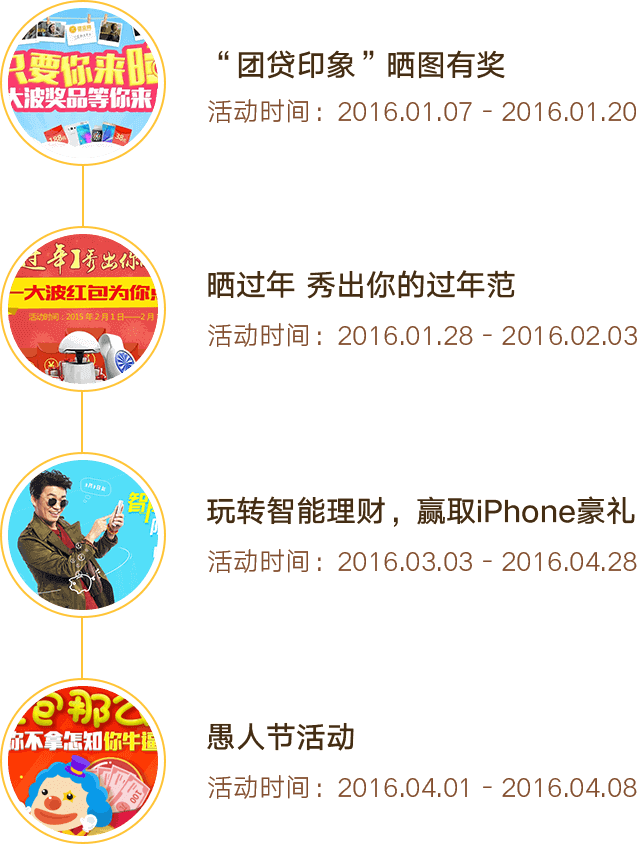 只要你来晒
大波奖品等你来
“团贷印象”晒图有奖
活动时间：2016.01.07 - 2016.01.20
过年1秀出你
一大波红包为你
活动时间：2015年2月1日——2月
晒过年 秀出你的过年范
活动时间：2016.01.28 - 2016.02.03
玩转智能理财，赢取iPhone豪礼
活动时间：2016.03.03 - 2016.04.28
包那么
你不拿怎知你牛逼
愚人节活动
活动时间：2016.04.01 - 2016.04.08